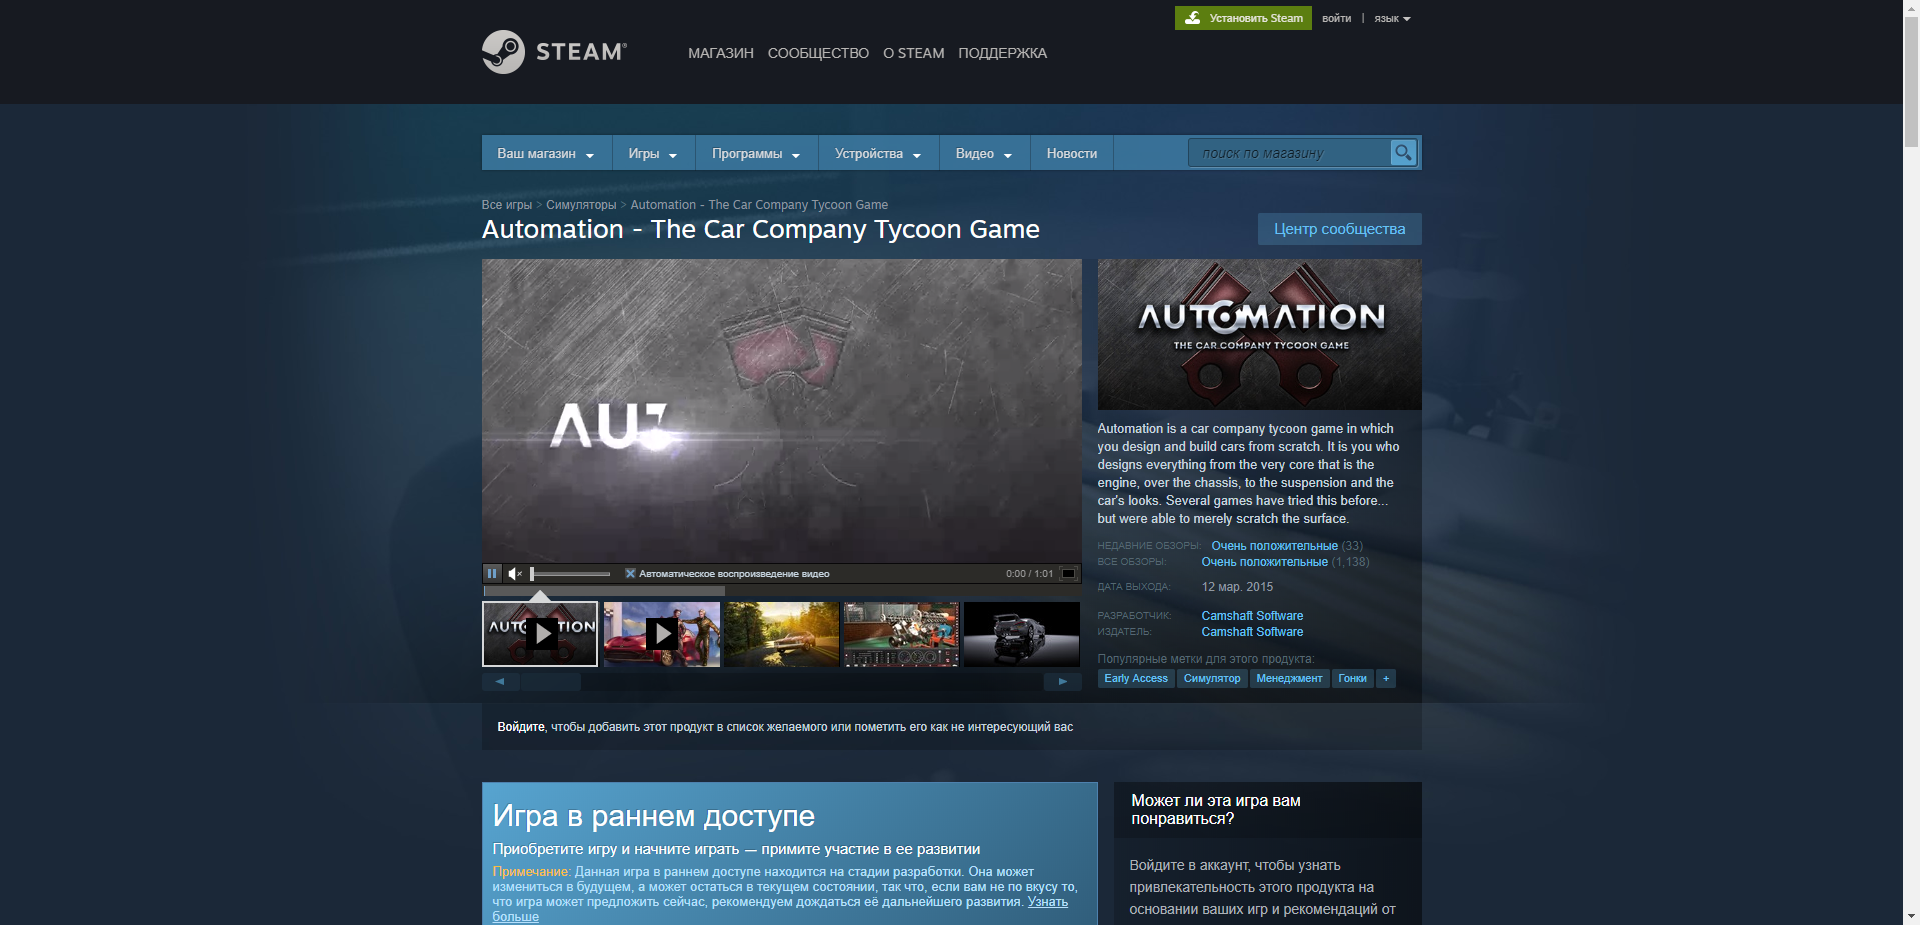 Установить Steam
войти | язык
STEAM®
МАГАЗИН СООБЩЕСТВО О STEAM ПОДДЕРЖКА
Ваш магазин Игры Программы Устройства Видео Новости поиск по магазину
Все игры > Симуляторы > Automation - The Car Company Tycoon Game
Automation - The Car Company Tycoon Game
Центр сообщества
AU
AUTOMATION
THE CAR COMPANY TYCOON GAME
Automation is a car company tycoon game in which
you design and build cars from scratch. It is you who
designs everything from the very core that is the
engine, over the chassis, to the suspension and the
car's looks. Several games have tried this before...
but were able to merely scratch the surface.
НЕДАВНИЕ ОБЗОРЫ: Очень положительные (33)
ВСЕ ОБЗОРЫ: Очень положительные (1,138)
ДАТА ВЫХОДА: 12 мар. 2015
РАЗРАБОТЧИК: Camshaft Software
ИЗДАТЕЛЬ: Camshaft Software
Популярные метки для этого продукта:
Early Access Симулятор Менеджмент Гонки +
Автоматическое воспроизведение видео 0:00 / 1:01
Войдите, чтобы добавить этот продукт в список желаемого или пометить его как не интересующий вас
Игра в раннем доступе
Приобретите игру и начните играть — примите участие в ее развитии
Примечание: Данная игра в раннем доступе находится на стадии разработки. Она может
измениться в будущем, а может остаться в текущем состоянии, так что, если вам не по вкусу то,
что игра может предложить сейчас, рекомендуем дождаться её дальнейшего развития. Узнать
больше
Может ли эта игра вам
понравиться?
Войдите в аккаунт, чтобы узнать
привлекательность этого продукта на
основании ваших игр и рекомендаций от